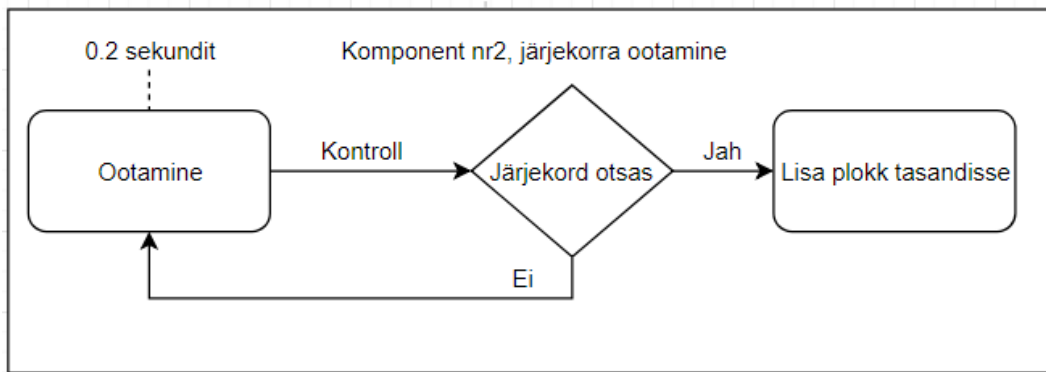 0.2 sekundit
Komponent nr2, järjekorra ootamine
Ootamine
Kontroll
Järjekord otsas
Jah
Lisa plokk tasandisse
Ei